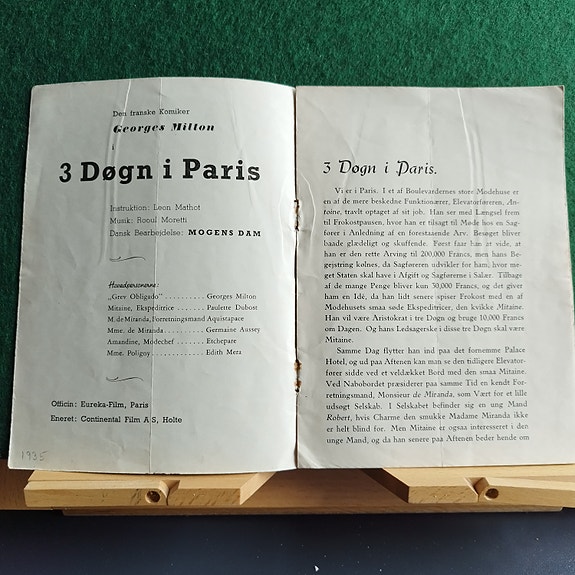 Den franske Komiker
Georges Milton
i
3 Døgn i Paris
Instruktion: Leon Mathot
Musik: Raoul Moretti
Dansk Bearbejdelse: MOGENS DAM
Hovedpersonerne:
„Grev Obligado" .......... Georges Milton
Mitaine, Ekspeditrice ....... Paulette Dubost
M. de Miranda, Forretningsmand Aquistapace
Mme. de Miranda ......... Germaine Aussey
Amandine, Modechef ....... Etchepare
Mme. Poligny ............. Edith Mera
Officin: Eureka-Film, Paris
Eneret: Continental Film A/S, Holte
1935
3 Døgn i Paris.
Vi er i Paris. I et af Boulevardernes store Modehuse er
en af de mere beskedne Funktionærer, Elevatorføreren, An-
toine, travlt optaget af sit job. Han ser med Længsel frem
til Frokostpausen, hvor han er tilsagt til Møde hos en Sag-
fører i Anledning af en forestaaende Arv. Besøget bliver
baade glædeligt og skuffende. Først faar han at vide, at
han er den rette Arving til 200,000 Francs, men hans Be-
gejstring kølnes, da Sagføreren udvikler for ham, hvor me-
get Staten skal have i Afgift og Sagførerne i Salær. Tilbage
af de mange Penge bliver kun 30,000 Francs, og det giver
ham en Idé, da han lidt senere spiser Frokost med en af
Modehusets smaa søde Ekspeditricer, den kvikke Mitaine.
Han vil være Aristokrat i tre Døgn og bruge 10,000 Francs
om Dagen. Og hans Ledsagerske i disse tre Døgn skal være
Mitaine.
Samme Dag flytter han ind paa det fornemme Palace
Hotel, og ud paa Aftenen kan man se den tidligere Elevator-
fører sidde ved et veldækket Bord med den smaa Mitaine.
Ved Nabobordet præsiderer paa samme Tid en kendt For-
retningsmand, Monsieur de Miranda, som Vært for et lille
udsøgt Selskab. I Selskabet befinder sig en ung Mand
Robert, hvis Charme den smukke Madame Miranda ikke
er helt blind for. Men Mitaine er ogsaa interesseret i den
unge Mand, og da han senere paa Aftenen beder hende om